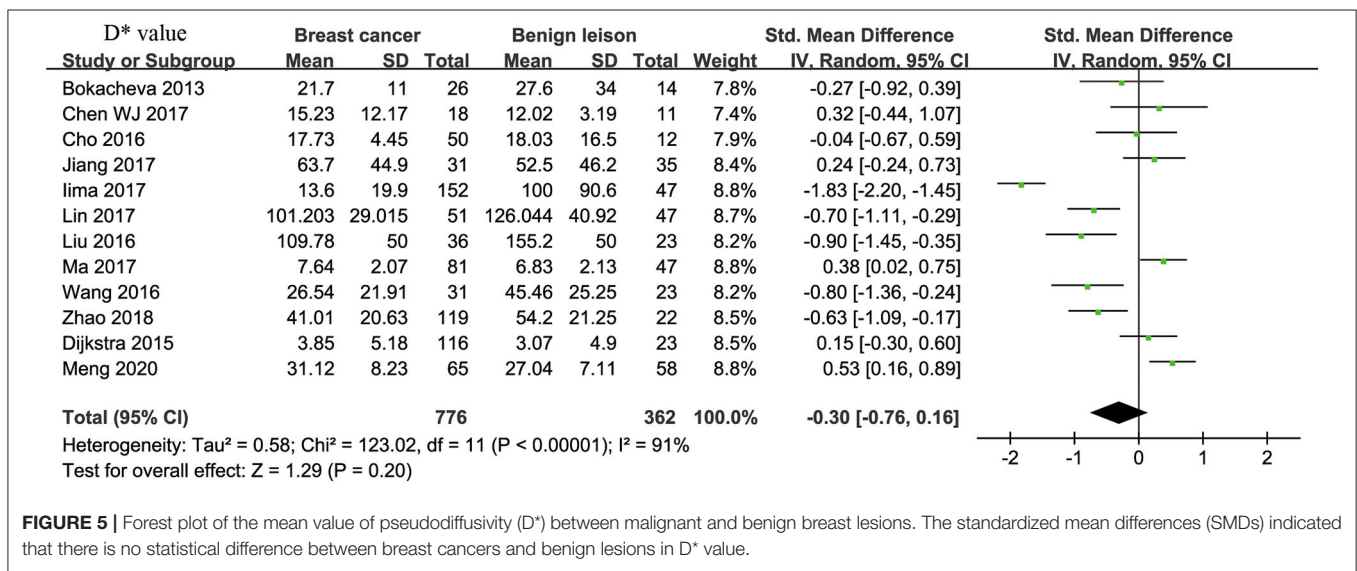 D* value Breast cancer Benign leison Std. Mean Difference Std. Mean Difference
Study or Subgroup Mean SD Total Mean SD Total Weight IV, Random, 95% CI IV, Random, 95% CI
Bokacheva 2013 21.7 11 26 27.6 34 14 7.8% -0.27 [-0.92, 0.39]
Chen WJ 2017 15.23 12.17 18 12.02 3.19 11 7.4% 0.32 [-0.44, 1.07]
Cho 2016 17.73 4.45 50 18.03 16.5 12 7.9% -0.04 [-0.67, 0.59]
Jiang 2017 63.7 44.9 31 52.5 46.2 35 8.4% 0.24 [-0.24, 0.73]
Iima 2017 13.6 19.9 152 100 90.6 47 8.8% -1.83 [-2.20, -1.45]
Lin 2017 101.203 29.015 51 126.044 40.92 47 8.7% -0.70 [-1.11, -0.29]
Liu 2016 109.78 50 36 155.2 50 23 8.2% -0.90 [-1.45, -0.35]
Ma 2017 7.64 2.07 81 6.83 2.13 47 8.8% 0.38 [0.02, 0.75]
Wang 2016 26.54 21.91 31 45.46 25.25 23 8.2% -0.80 [-1.36, -0.24]
Zhao 2018 41.01 20.63 119 54.2 21.25 22 8.5% -0.63 [-1.09, -0.17]
Dijkstra 2015 3.85 5.18 116 3.07 4.9 23 8.5% 0.15 [-0.30, 0.60]
Meng 2020 31.12 8.23 65 27.04 7.11 58 8.8% 0.53 [0.16, 0.89]
Total (95% CI) 776 362 100.0% -0.30 [-0.76, 0.16]
Heterogeneity: Tau² = 0.58; Chi² = 123.02, df = 11 (P < 0.00001); I² = 91%
Test for overall effect: Z = 1.29 (P = 0.20)
-2 -1 0 1 2
FIGURE 5 | Forest plot of the mean value of pseudodiffusivity (D*) between malignant and benign breast lesions. The standardized mean differences (SMDs) indicated
that there is no statistical difference between breast cancers and benign lesions in D* value.